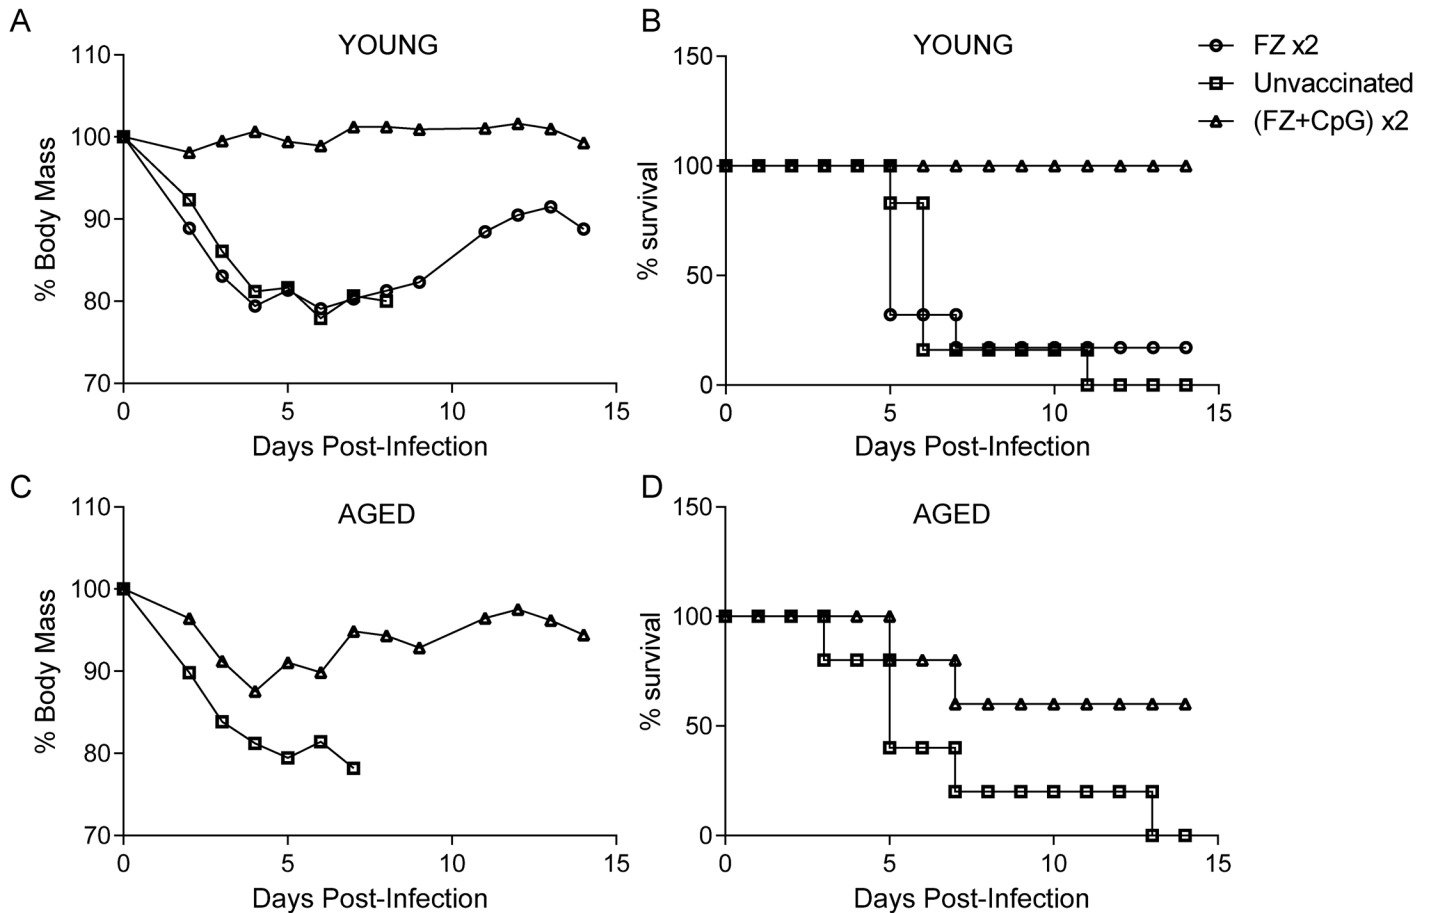 A
YOUNG
110
100
90
80
70
% Body Mass
0
5
10
15
Days Post-Infection
B
YOUNG
150
100
50
0
% survival
0
5
10
15
Days Post-Infection
FZ x2
Unvaccinated
(FZ+CpG) x2
C
AGED
110
100
90
80
70
% Body Mass
0
5
10
15
Days Post-Infection
D
AGED
150
100
50
0
% survival
0
5
10
15
Days Post-Infection